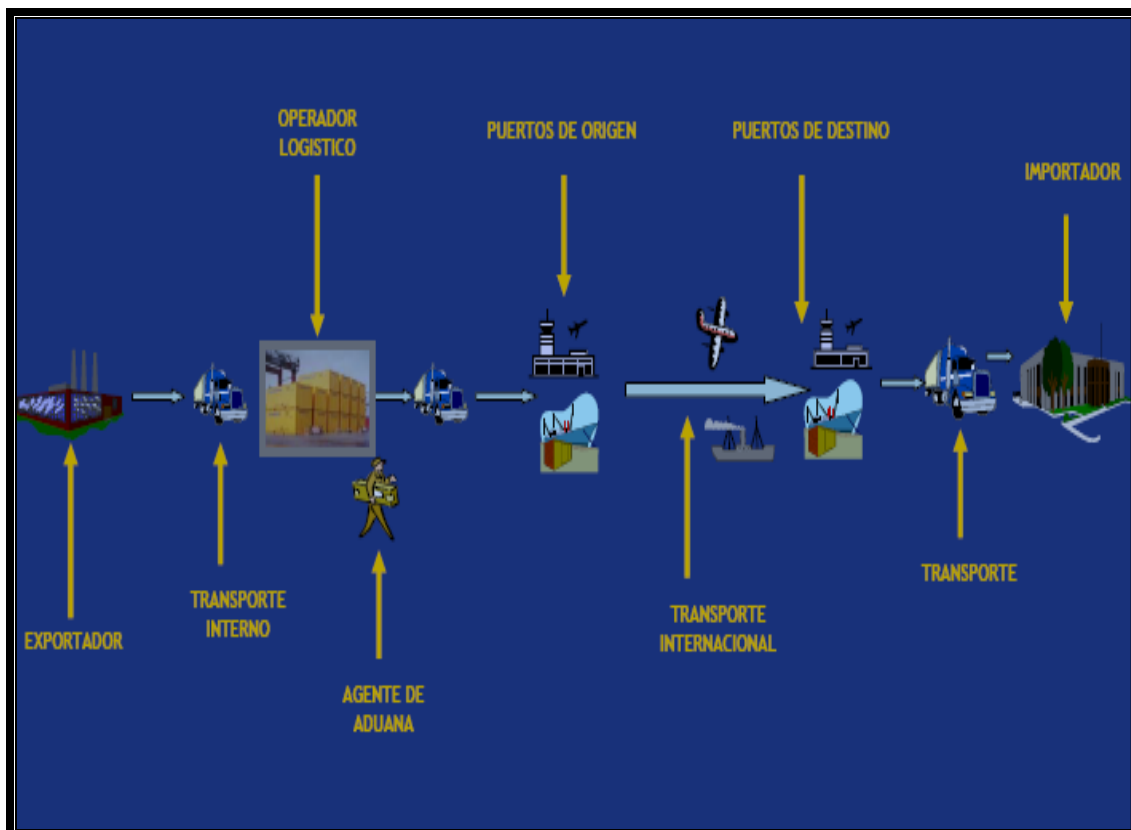 OPERADOR
LOGISTICO
PUERTOS DE ORIGEN
PUERTOS DE DESTINO
IMPORTADOR
EXPORTADOR
TRANSPORTE
INTERNO
AGENTE DE
ADUANA
TRANSPORTE
INTERNACIONAL
TRANSPORTE